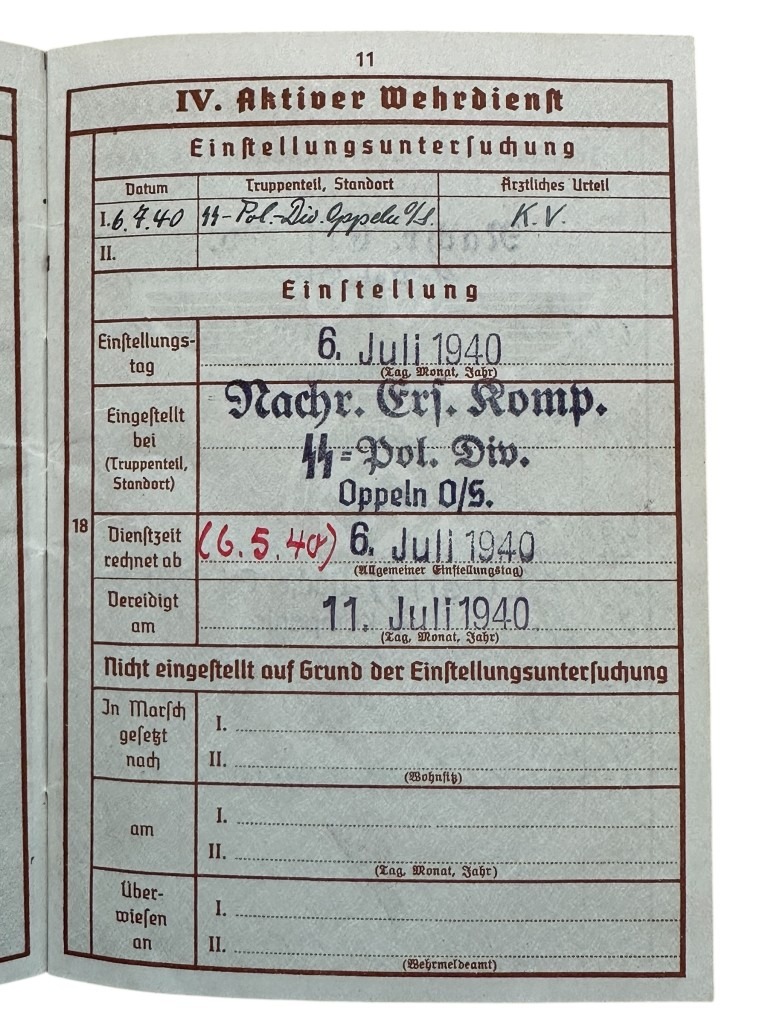 11
IV. Aktiver Wehrdienst
Einstellungsuntersuchung
Datum Truppenteil, Standort Ärztliches Urteil
I. 6.7.40 ᛋᛋ-Pol.-Div. Oppeln O/S. K.V.
II.
Einstellung
Einstellungs-
tag
6. Juli 1940
(Tag, Monat, Jahr)
Eingestellt
bei
(Truppenteil,
Standort)
Nachr. Ers. Komp.
ᛋᛋ=Pol. Div.
Oppeln O/S.
18
Dienstzeit
rechnet ab
(6.5.40) 6. Juli 1940
(Allgemeiner Einstellungstag)
Vereidigt
am
11. Juli 1940
(Tag, Monat, Jahr)
Nicht eingestellt auf Grund der Einstellungsuntersuchung
In Marsch
gesetzt
nach
I.
II.
(Wohnsitz)
am
I.
II.
(Tag, Monat, Jahr)
Über-
wiesen
an
I.
II.
(Wehrmeldeamt)